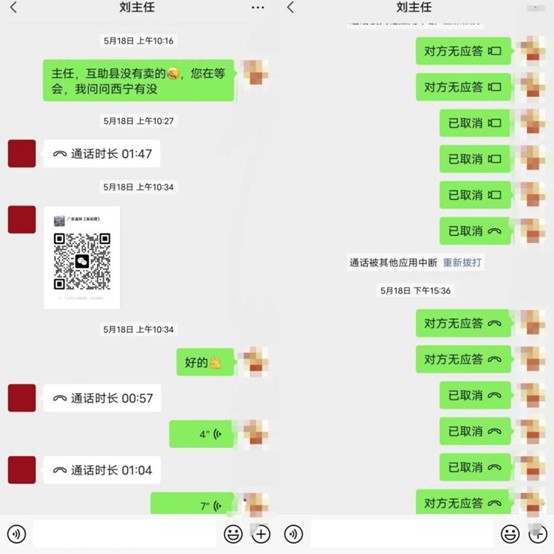 刘主任
5月18日 上午10:16
主任，互助县没有卖的，您在等
会，我问问西宁有没
5月18日 上午10:27
通话时长 01:47
5月18日 上午10:34
5月18日 上午10:34
好的
通话时长 00:57
4"
通话时长 01:04
7"
刘主任
对方无应答
对方无应答
已取消
已取消
已取消
已取消
通话被其他应用中断 重新拨打
5月18日 下午15:36
对方无应答
对方无应答
已取消
已取消
已取消
对方无应答